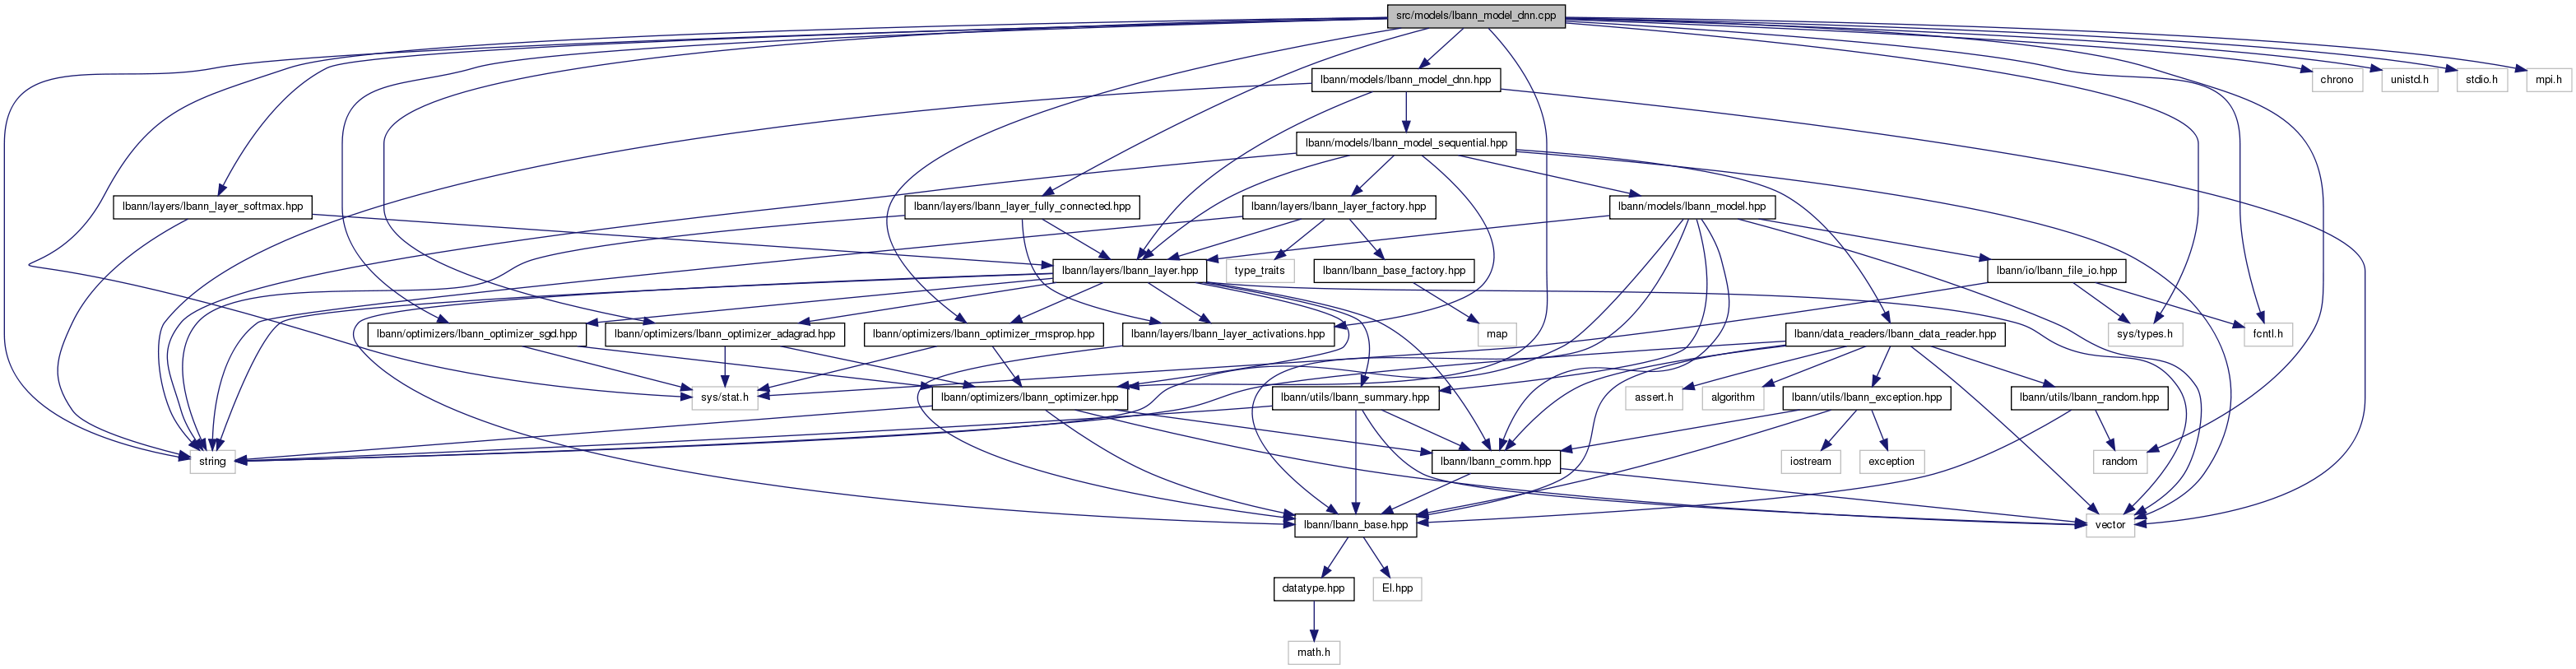 src/models/lbann_model_dnn.cpp
lbann/models/lbann_model_dnn.hpp
chrono
unistd.h
stdio.h
mpi.h
lbann/models/lbann_model_sequential.hpp
lbann/layers/lbann_layer_softmax.hpp
lbann/layers/lbann_layer_fully_connected.hpp
lbann/layers/lbann_layer_factory.hpp
lbann/models/lbann_model.hpp
lbann/layers/lbann_layer.hpp
type_traits
lbann/lbann_base_factory.hpp
lbann/io/lbann_file_io.hpp
lbann/optimizers/lbann_optimizer_sgd.hpp
lbann/optimizers/lbann_optimizer_adagrad.hpp
lbann/optimizers/lbann_optimizer_rmsprop.hpp
lbann/layers/lbann_layer_activations.hpp
map
lbann/data_readers/lbann_data_reader.hpp
sys/types.h
fcntl.h
sys/stat.h
lbann/optimizers/lbann_optimizer.hpp
lbann/utils/lbann_summary.hpp
assert.h
algorithm
lbann/utils/lbann_exception.hpp
lbann/utils/lbann_random.hpp
string
lbann/lbann_comm.hpp
iostream
exception
random
lbann/lbann_base.hpp
vector
datatype.hpp
El.hpp
math.h